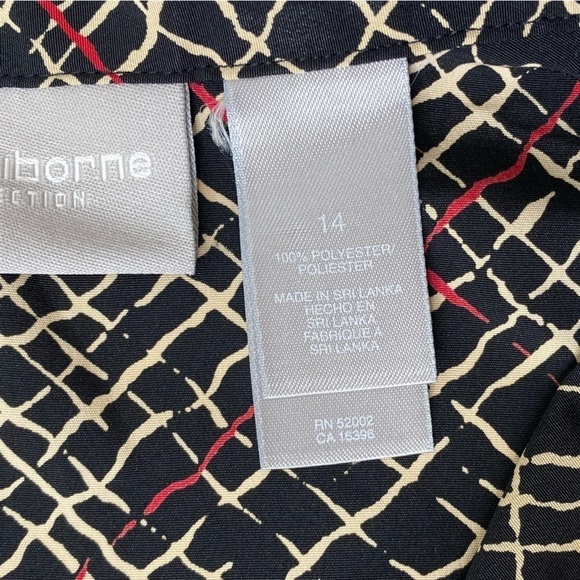 iborne
ECTION
14
100% POLYESTER/
POLIESTER
MADE IN SRI LANKA
HECHO EN
SRI LANKA
FABRIQUE À
SRI LANKA
RN 52002
CA 16396